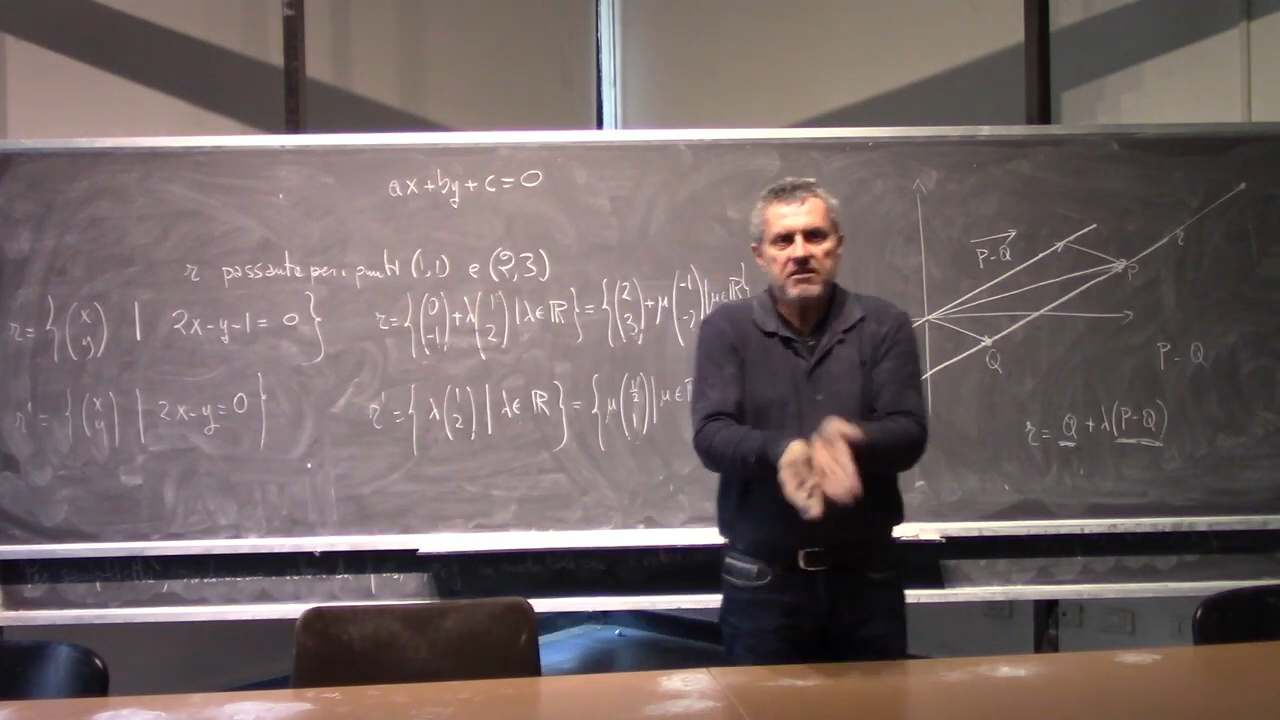 ax+by+c=0
r passante per i punti (1,1) e (2,3)
r={(x y) | 2x-y-1=0} r={(0 -1)+λ(1 2)|λ∈ℝ}={(2 3)+μ(-1 -2)|μ∈ℝ}
r'={(x y) | 2x-y=0} r'={λ(1 2)|λ∈ℝ}={μ(1/2 1)|μ∈ℝ
P-Q
r
P
Q
P-Q
r=Q+λ(P-Q)